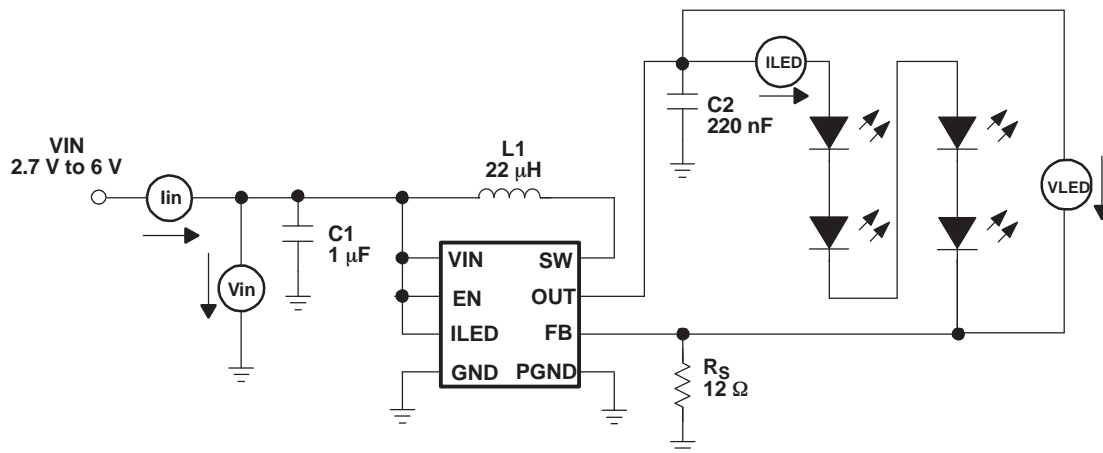 ILED
C2
220 nF
VIN
2.7 V to 6 V
L1
22 μH
VLED
Iin
C1
1 μF
VIN SW
Vin
EN OUT
ILED FB
GND PGND
RS
12 Ω